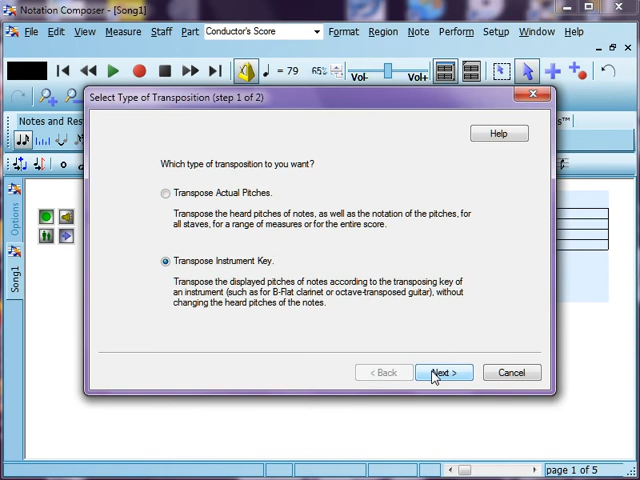 Notation Composer - [Song1]
File Edit View Measure Staff Part Conductor's Score Format Region Note Perform Setup Window Help
= 79 65% Vol- Vol+
Select Type of Transposition (step 1 of 2)
Notes and Res
Help
Which type of transposition to you want?
Transpose Actual Pitches.
Transpose the heard pitches of notes, as well as the notation of the pitches, for
all staves, for a range of measures or for the entire score.
Transpose Instrument Key.
Transpose the displayed pitches of notes according to the transposing key of
an instrument (such as for B-Flat clarinet or octave-transposed guitar), without
changing the heard pitches of the notes.
Options
Song1
< Back Next > Cancel
page 1 of 5